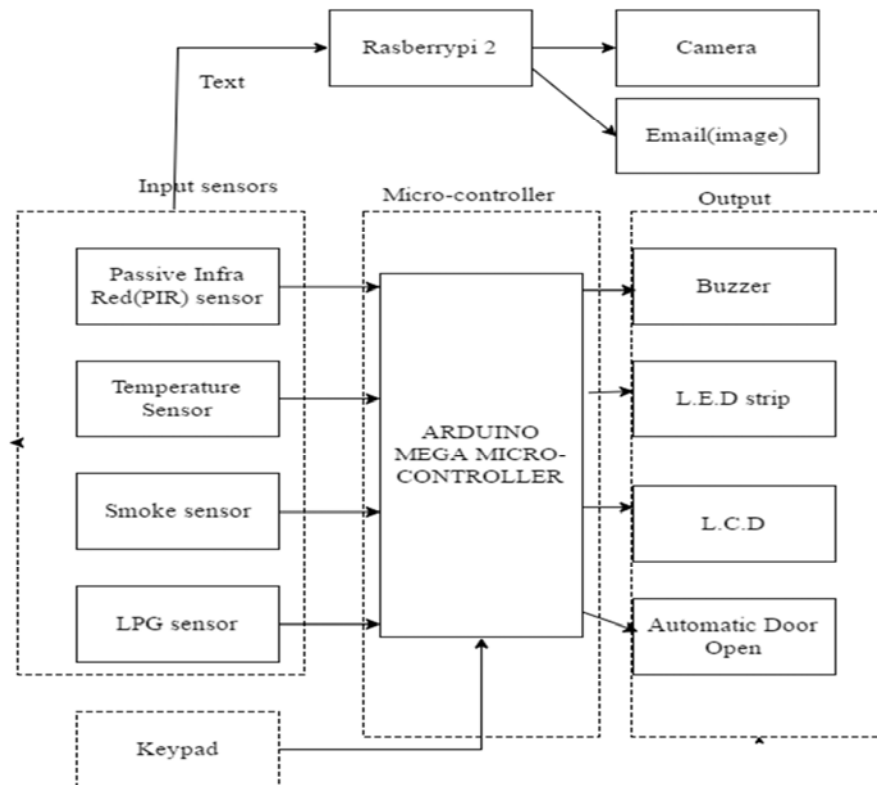 Rasberrypi 2
Camera
Text
Email(image)
Input sensors
Micro-controller
Output
Passive Infra
Red(PIR) sensor
Buzzer
Temperature
Sensor
L.E.D strip
ARDUINO
MEGA MICRO-
CONTROLLER
Smoke sensor
L.C.D
LPG sensor
Automatic Door
Open
Keypad